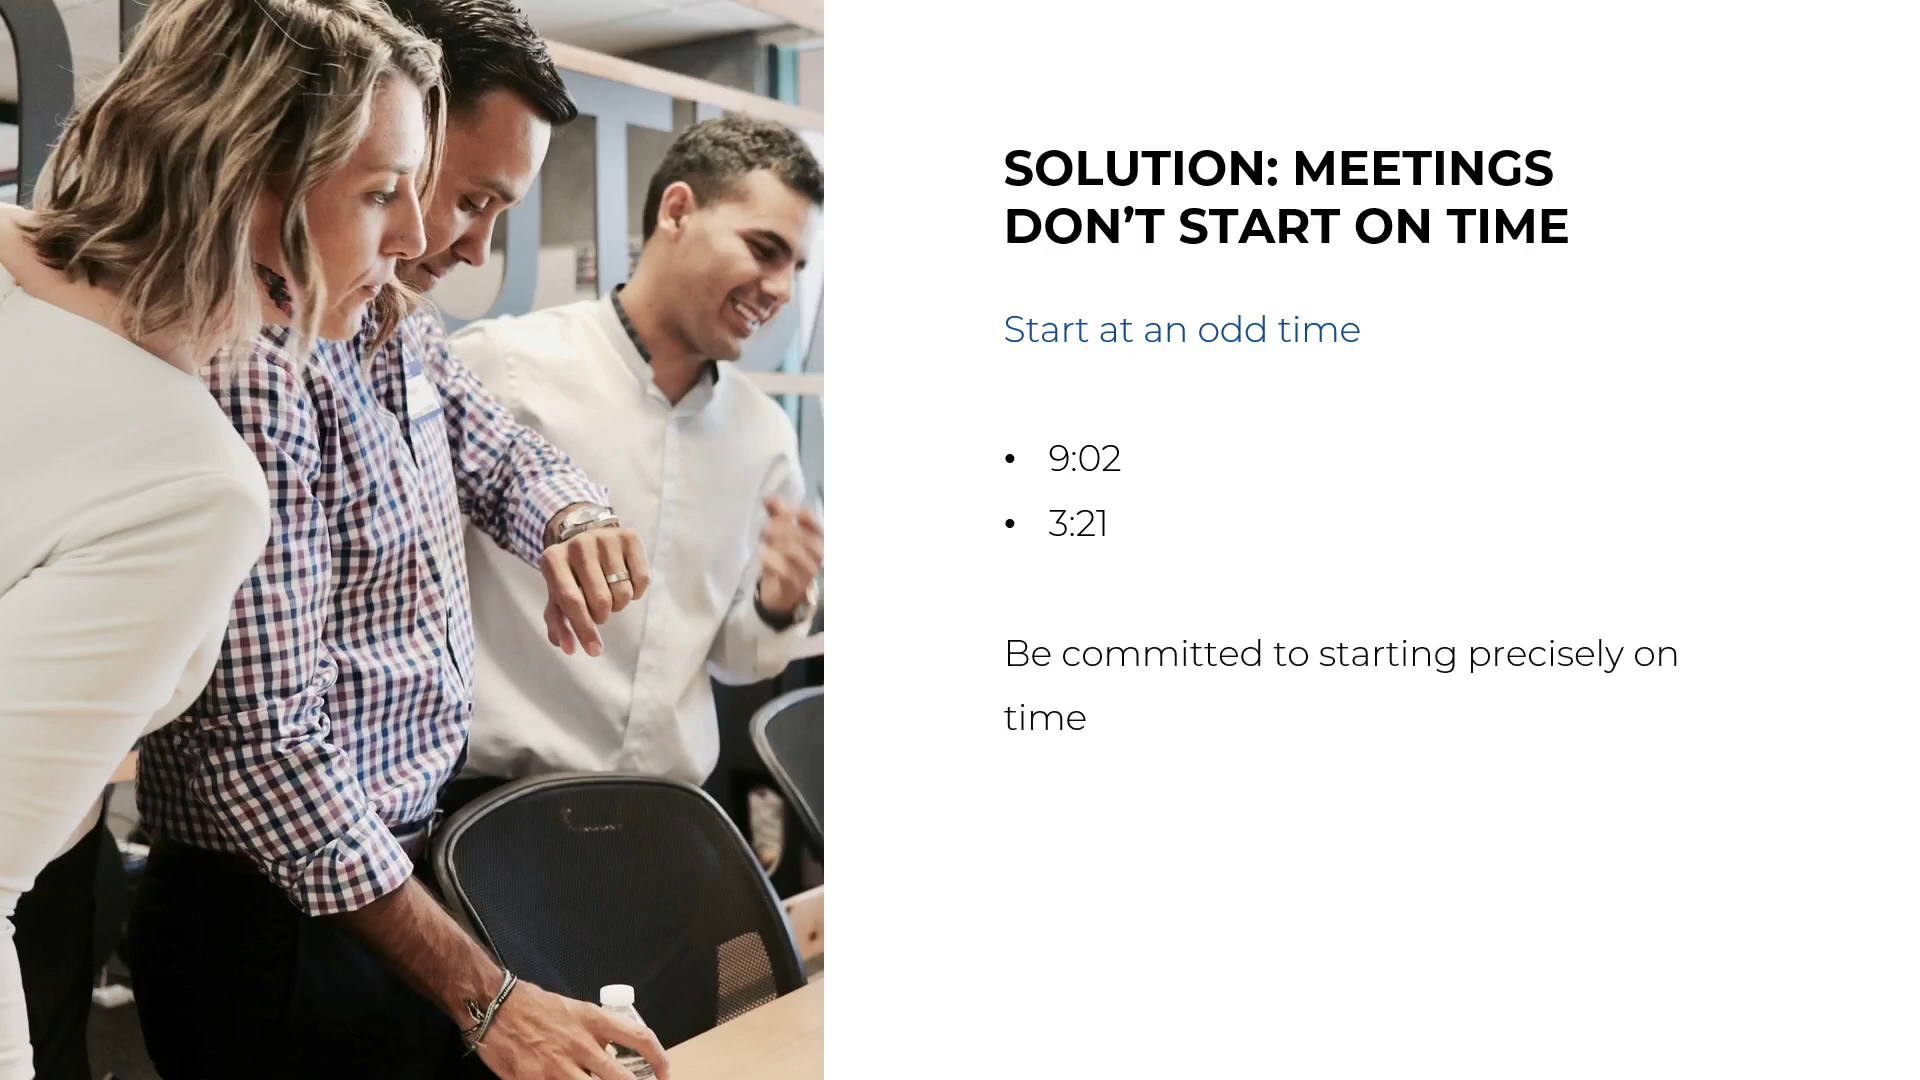 SOLUTION: MEETINGS
DON’T START ON TIME
Start at an odd time
• 9:02
• 3:21
Be committed to starting precisely on
time